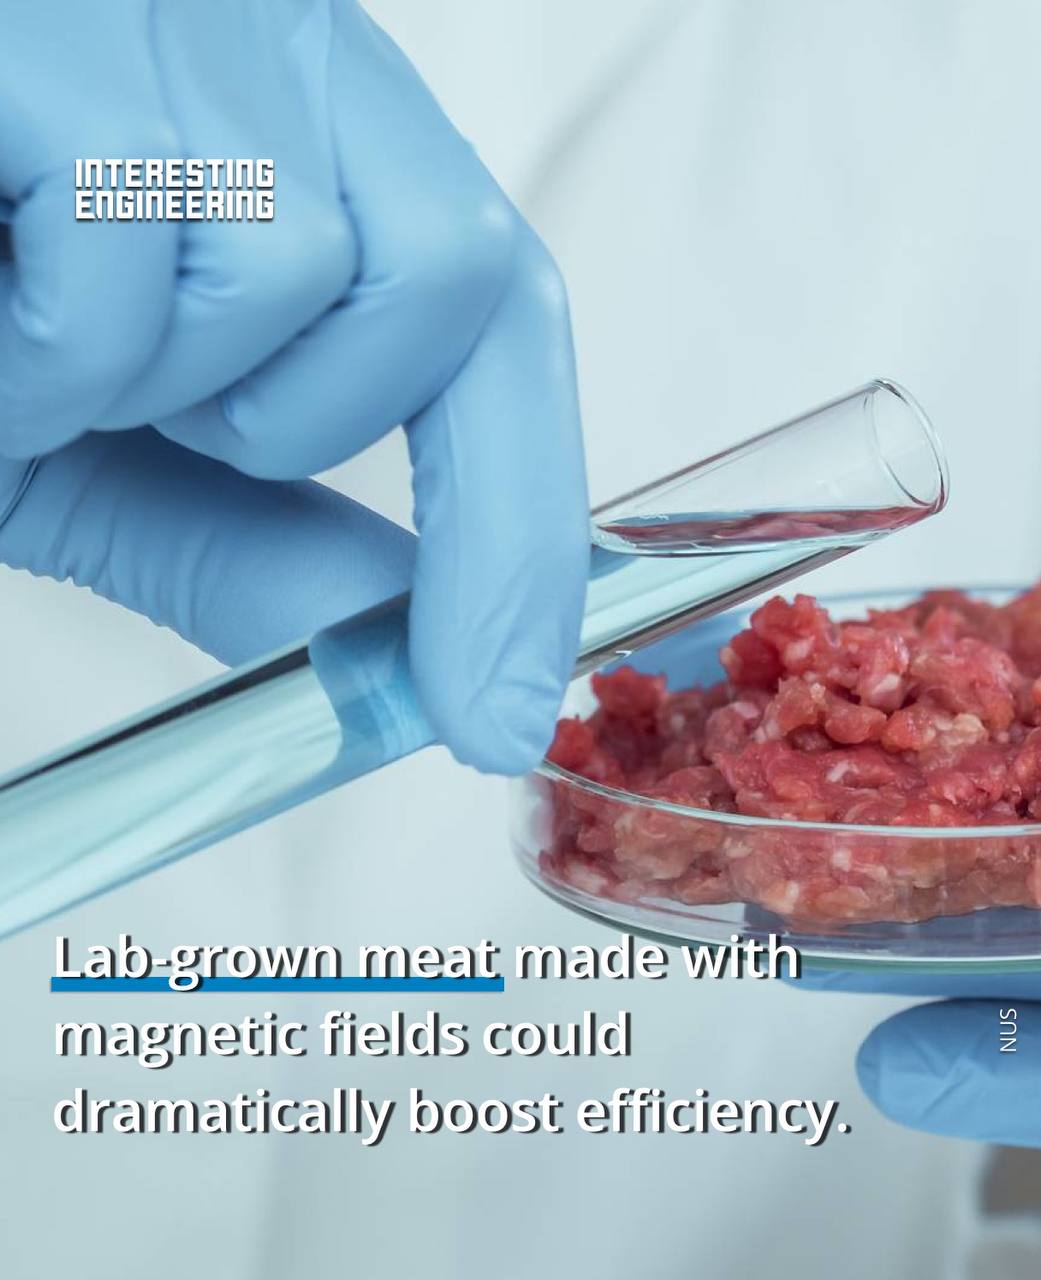 INTERESTING
ENGINEERING
Lab-grown meat made with
magnetic fields could
dramatically boost efficiency.
NUS